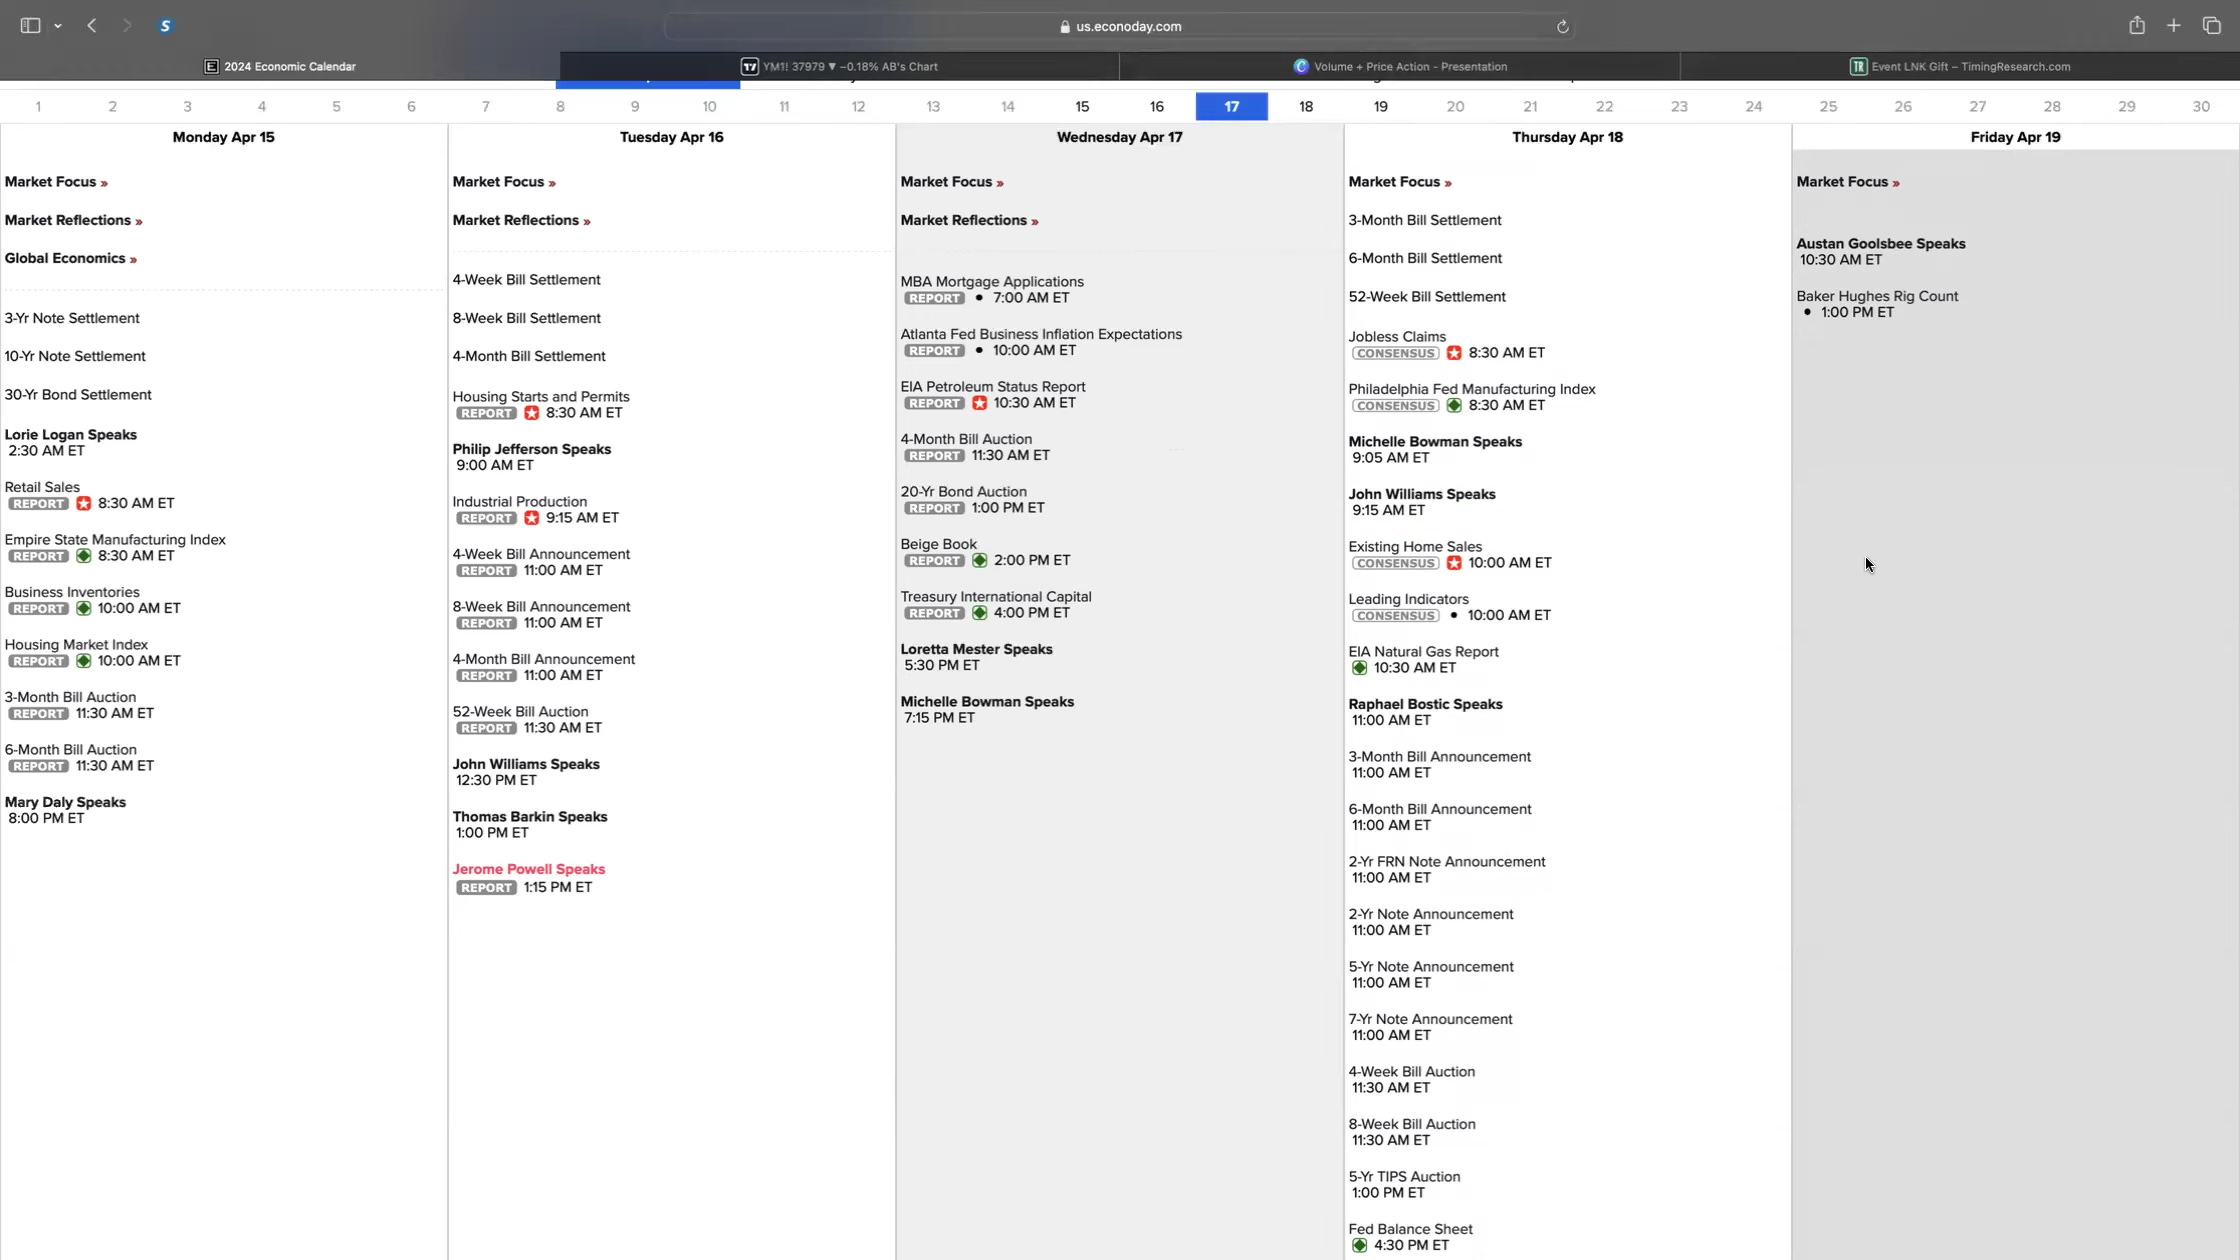 us.econoday.com
2024 Economic Calendar
YM1! 37979 ▼ −0.18% AB's Chart
Volume + Price Action - Presentation
Event LNK Gift – TimingResearch.com
1 2 3 4 5 6 7 8 9 10 11 12 13 14 15 16 17 18 19 20 21 22 23 24 25 26 27 28 29 30
Monday Apr 15
Market Focus »
Market Reflections »
Global Economics »
3-Yr Note Settlement
10-Yr Note Settlement
30-Yr Bond Settlement
Lorie Logan Speaks
2:30 AM ET
Retail Sales
REPORT 8:30 AM ET
Empire State Manufacturing Index
REPORT 8:30 AM ET
Business Inventories
REPORT 10:00 AM ET
Housing Market Index
REPORT 10:00 AM ET
3-Month Bill Auction
REPORT 11:30 AM ET
6-Month Bill Auction
REPORT 11:30 AM ET
Mary Daly Speaks
8:00 PM ET
Tuesday Apr 16
Market Focus »
Market Reflections »
4-Week Bill Settlement
8-Week Bill Settlement
4-Month Bill Settlement
Housing Starts and Permits
REPORT 8:30 AM ET
Philip Jefferson Speaks
9:00 AM ET
Industrial Production
REPORT 9:15 AM ET
4-Week Bill Announcement
REPORT 11:00 AM ET
8-Week Bill Announcement
REPORT 11:00 AM ET
4-Month Bill Announcement
REPORT 11:00 AM ET
52-Week Bill Auction
REPORT 11:30 AM ET
John Williams Speaks
12:30 PM ET
Thomas Barkin Speaks
1:00 PM ET
Jerome Powell Speaks
REPORT 1:15 PM ET
Wednesday Apr 17
Market Focus »
Market Reflections »
MBA Mortgage Applications
REPORT • 7:00 AM ET
Atlanta Fed Business Inflation Expectations
REPORT • 10:00 AM ET
EIA Petroleum Status Report
REPORT 10:30 AM ET
4-Month Bill Auction
REPORT 11:30 AM ET
20-Yr Bond Auction
REPORT 1:00 PM ET
Beige Book
REPORT 2:00 PM ET
Treasury International Capital
REPORT 4:00 PM ET
Loretta Mester Speaks
5:30 PM ET
Michelle Bowman Speaks
7:15 PM ET
Thursday Apr 18
Market Focus »
3-Month Bill Settlement
6-Month Bill Settlement
52-Week Bill Settlement
Jobless Claims
CONSENSUS 8:30 AM ET
Philadelphia Fed Manufacturing Index
CONSENSUS 8:30 AM ET
Michelle Bowman Speaks
9:05 AM ET
John Williams Speaks
9:15 AM ET
Existing Home Sales
CONSENSUS 10:00 AM ET
Leading Indicators
CONSENSUS • 10:00 AM ET
EIA Natural Gas Report
10:30 AM ET
Raphael Bostic Speaks
11:00 AM ET
3-Month Bill Announcement
11:00 AM ET
6-Month Bill Announcement
11:00 AM ET
2-Yr FRN Note Announcement
11:00 AM ET
2-Yr Note Announcement
11:00 AM ET
5-Yr Note Announcement
11:00 AM ET
7-Yr Note Announcement
11:00 AM ET
4-Week Bill Auction
11:30 AM ET
8-Week Bill Auction
11:30 AM ET
5-Yr TIPS Auction
1:00 PM ET
Fed Balance Sheet
4:30 PM ET
Friday Apr 19
Market Focus »
Austan Goolsbee Speaks
10:30 AM ET
Baker Hughes Rig Count
• 1:00 PM ET